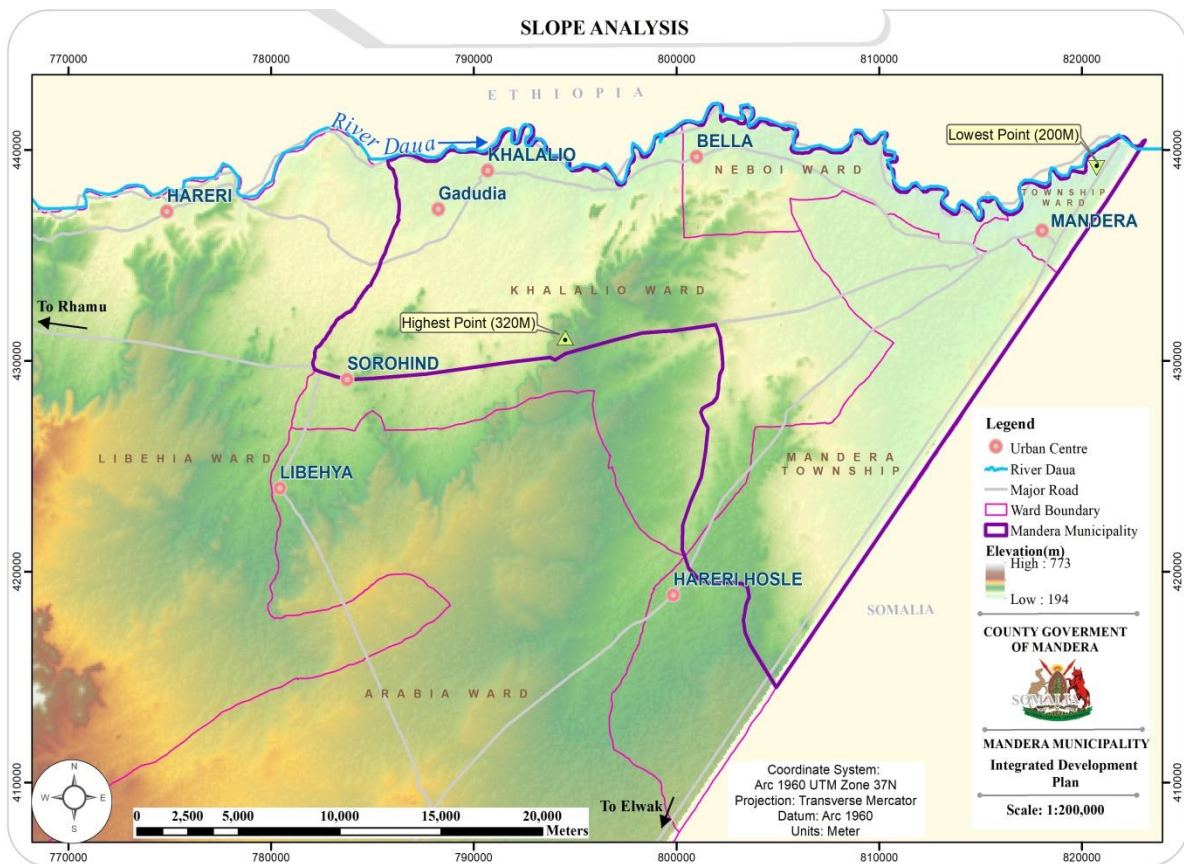 SLOPE ANALYSIS
770000
780000
790000
800000
810000
820000
ETHIOPIA
River Daua
Lowest Point (200M)
440000
440000
KHALALIO
BELLA
NEBOI WARD
HARERI
Gadudia
TOWNSHIP
WARD
MANDERA
KHALALIO WARD
To Rhamu
Highest Point (320M)
430000
430000
SOROHIND
LIBEHIA WARD
LIBEHYA
MANDERA
TOWNSHIP
Legend
Urban Centre
River Daua
Major Road
Ward Boundary
Mandera Municipality
Elevation(m)
High : 773
Low : 194
420000
420000
HARERI HOSLE
SOMALIA
COUNTY GOVERMENT
OF MANDERA
SOMALIA
ARABIA WARD
MANDERA MUNICIPALITY
Integrated Development
Plan
Scale: 1:200,000
410000
410000
N
W
E
S
Coordinate System:
Arc 1960 UTM Zone 37N
Projection: Transverse Mercator
Datum: Arc 1960
Units: Meter
To Elwak
0 2,500 5,000 10,000 15,000 20,000
Meters
770000
780000
790000
800000
810000
820000